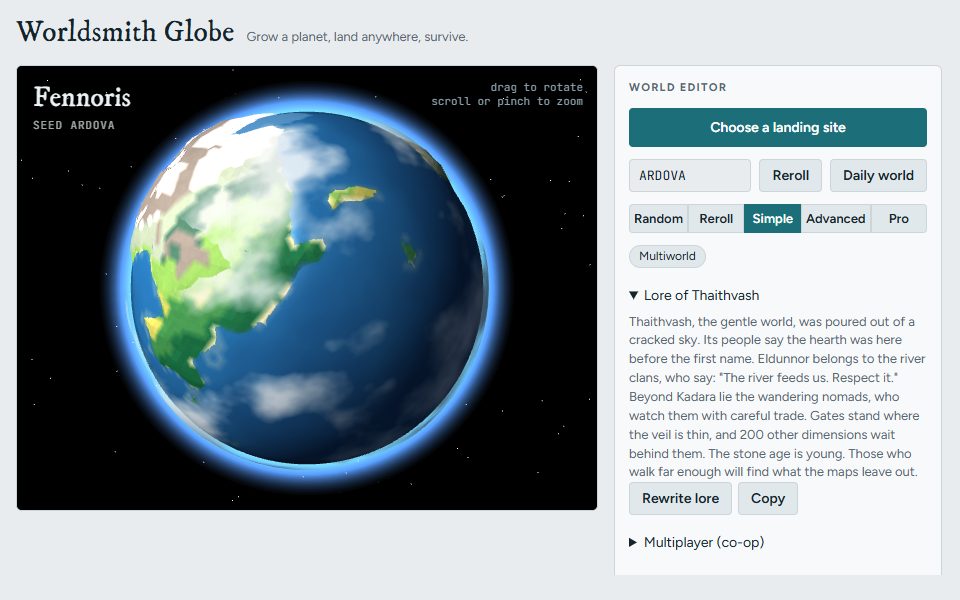 Worldsmith Globe
Grow a planet, land anywhere, survive.
Fennoris
SEED ARDOVA
drag to rotate
scroll or pinch to zoom
WORLD EDITOR
Choose a landing site
ARDOVA
Reroll
Daily world
Random
Reroll
Simple
Advanced
Pro
Multiworld
▼ Lore of Thaithvash
Thaithvash, the gentle world, was poured out of a
cracked sky. Its people say the hearth was here
before the first name. Eldunnor belongs to the river
clans, who say: "The river feeds us. Respect it."
Beyond Kadara lie the wandering nomads, who
watch them with careful trade. Gates stand where
the veil is thin, and 200 other dimensions wait
behind them. The stone age is young. Those who
walk far enough will find what the maps leave out.
Rewrite lore
Copy
▶ Multiplayer (co-op)